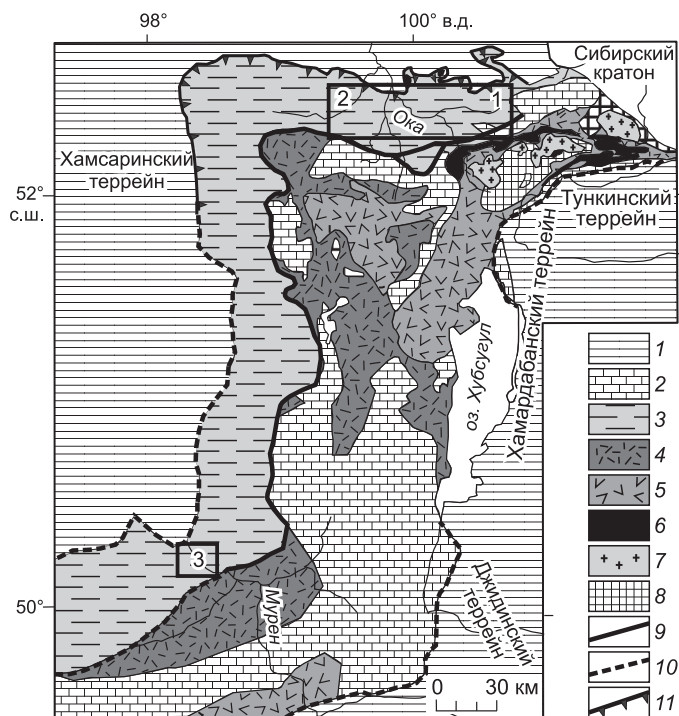 98°
100° в.д.
Сибирский
кратон
2
1
Ока
Хамсаринский
террейн
52°
с.ш.
Тункинский
террейн
Хамардабанский террейн
оз. Хубсугул
1
2
3
4
5
6
7
8
9
10
11
3
50°
Мурен
Джидинский
террейн
0
30 км